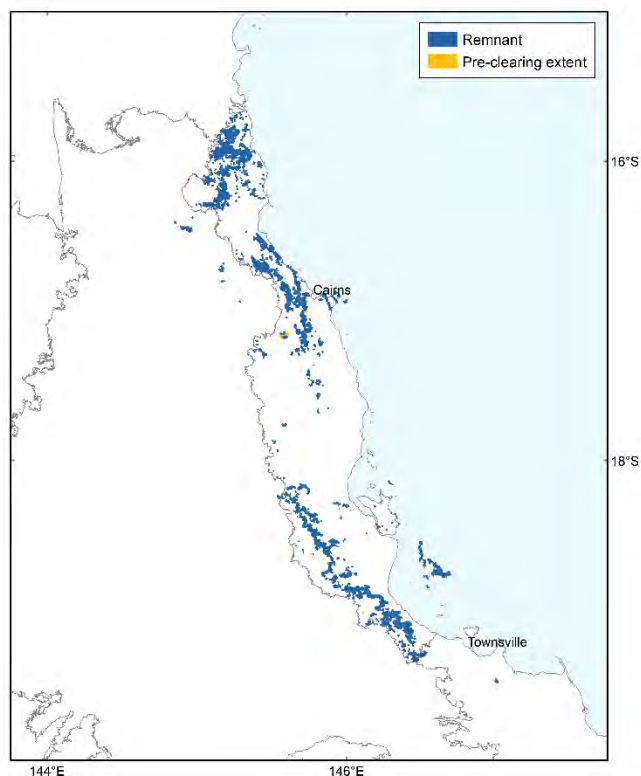 Remnant
Pre-clearing extent
16°S
Cairns
18°S
Townsville
144°E
146°E